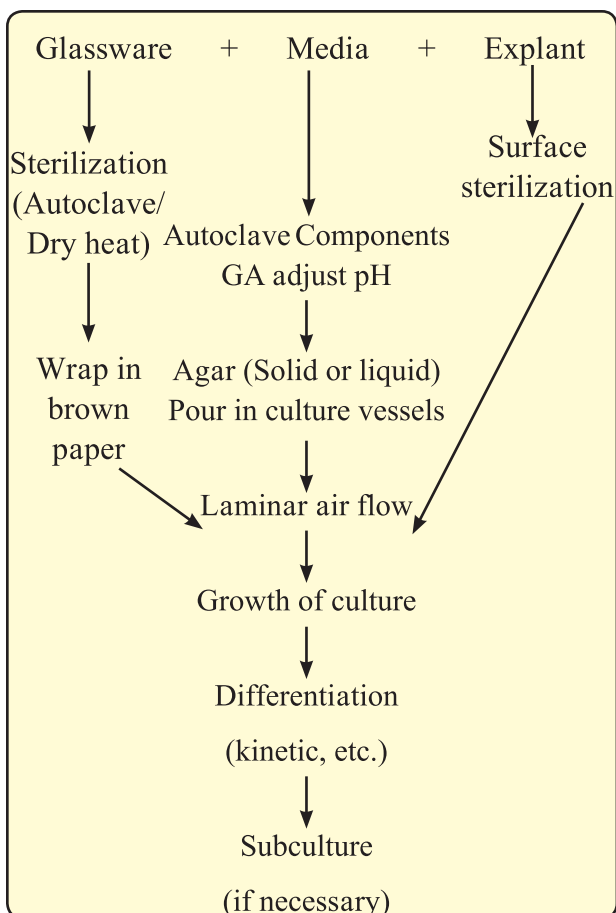 Glassware + Media + Explant
Sterilization
(Autoclave/
Dry heat)
Surface
sterilization
Autoclave Components
GA adjust pH
Wrap in
brown
paper
Agar (Solid or liquid)
Pour in culture vessels
Laminar air flow
Growth of culture
Differentiation
(kinetic, etc.)
Subculture
(if necessary)